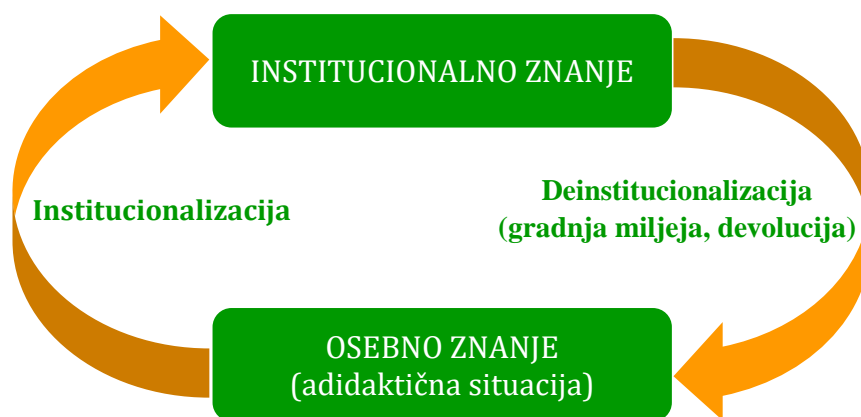 INSTITUCIONALNO ZNANJE
Institucionalizacija
Deinstitucionalizacija
(gradnja miljeja, devolucija)
OSEBNO ZNANJE
(adidaktična situacija)